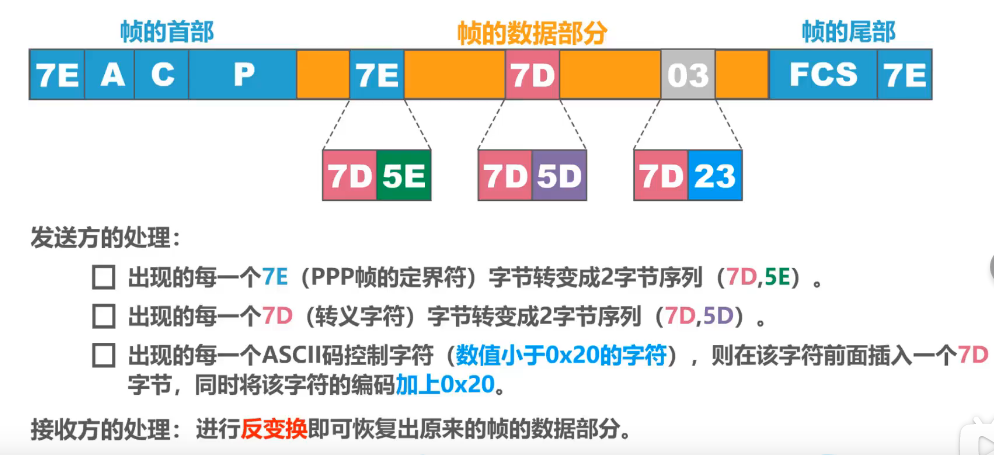 帧的首部 帧的数据部分 帧的尾部
7E A C P 7E 7D 03 FCS 7E
7D 5E 7D 5D 7D 23
发送方的处理：
出现的每一个7E（PPP帧的定界符）字节转变成2字节序列（7D,5E）。
出现的每一个7D（转义字符）字节转变成2字节序列（7D,5D）。
出现的每一个ASCII码控制字符（数值小于0x20的字符），则在该字符前面插入一个7D
字节，同时将该字符的编码加上0x20。
接收方的处理：进行反变换即可恢复出原来的帧的数据部分。